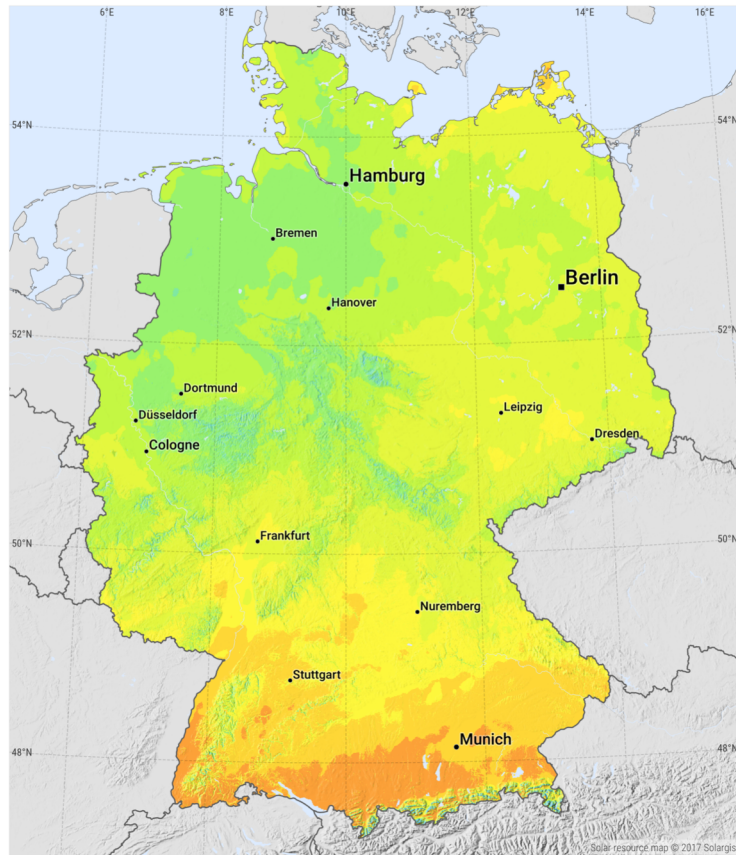 6°E 8°E 10°E 12°E 14°E 16°E
54°N 54°N
Hamburg
Bremen
Berlin
Hanover
52°N 52°N
Dortmund
Düsseldorf
Leipzig
Cologne
Dresden
Frankfurt
50°N 50°N
Nuremberg
Stuttgart
Munich
48°N 48°N
Solar resource map © 2017 Solargis